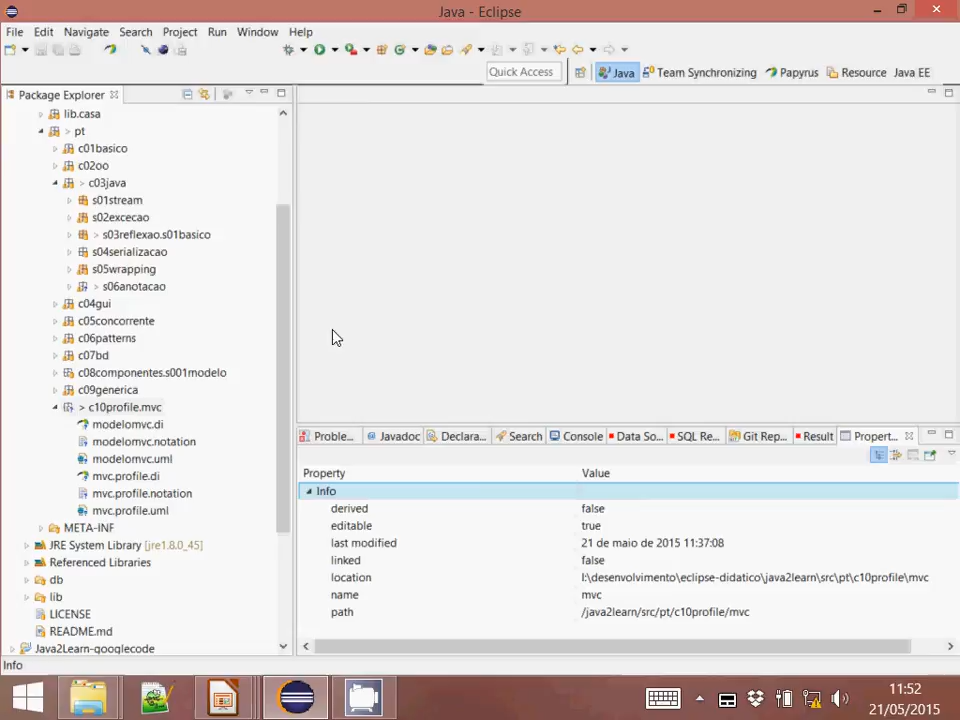 Java - Eclipse
File Edit Navigate Search Project Run Window Help
Quick Access Java Team Synchronizing Papyrus Resource Java EE
Package Explorer
lib.casa
> pt
c01basico
c02oo
> c03java
s01stream
s02excecao
> s03reflexao.s01basico
s04serializacao
s05wrapping
> s06anotacao
c04gui
c05concorrente
c06patterns
c07bd
c08componentes.s001modelo
c09generica
> c10profile.mvc
modelomvc.di
modelomvc.notation
modelomvc.uml
mvc.profile.di
mvc.profile.notation
mvc.profile.uml
META-INF
JRE System Library [jre1.8.0_45]
Referenced Libraries
db
lib
LICENSE
README.md
Java2Learn-googlecode
Proble... Javadoc Declara... Search Console Data So... SQL Re... Git Rep... Result Propert...
Property Value
Info
derived false
editable true
last modified 21 de maio de 2015 11:37:08
linked false
location I:\desenvolvimento\eclipse-didatico\java2learn\src\pt\c10profile\mvc
name mvc
path /java2learn/src/pt/c10profile/mvc
Info
11:52
21/05/2015